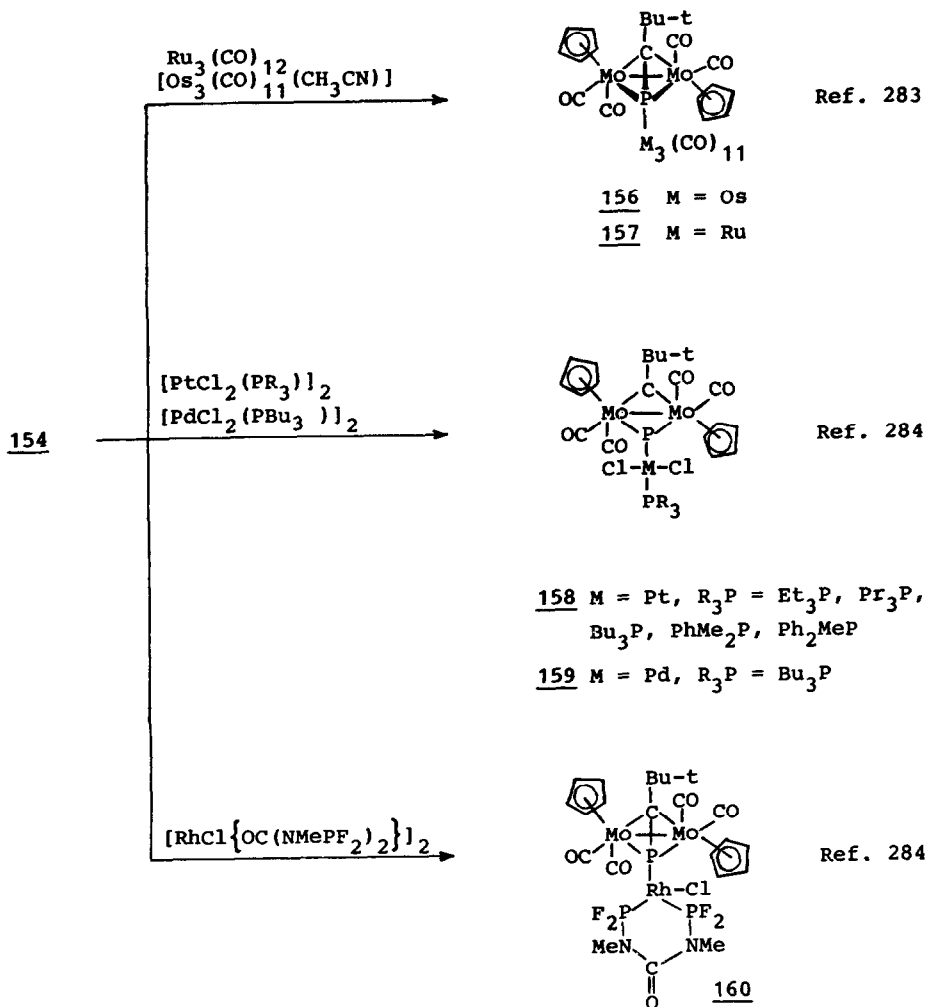 Ru3(CO)12
[Os3(CO)11(CH3CN)]
Bu-t
C
CO
CO
Mo
Mo
OC
CO
P
M3(CO)11
Ref. 283
156 M = Os
157 M = Ru
154
[PtCl2(PR3)]2
[PdCl2(PBu3 )]2
Bu-t
C
CO
CO
Mo
Mo
OC
CO
P
Cl-M-Cl
PR3
Ref. 284
158 M = Pt, R3P = Et3P, Pr3P,
Bu3P, PhMe2P, Ph2MeP
159 M = Pd, R3P = Bu3P
[RhCl{OC(NMePF2)2}]2
Bu-t
C
CO
CO
Mo
Mo
OC
CO
P
Rh-Cl
F2P
PF2
MeN
NMe
C
O
Ref. 284
160